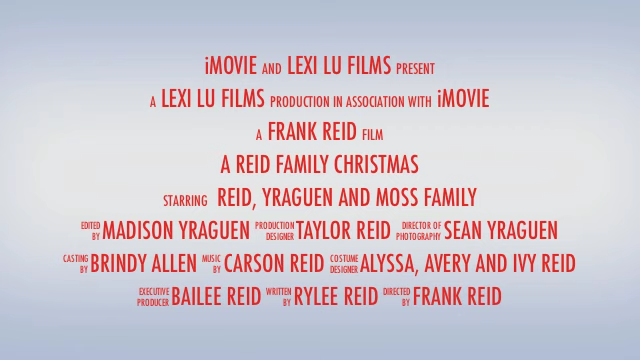 iMOVIE AND LEXI LU FILMS PRESENT
A LEXI LU FILMS PRODUCTION IN ASSOCIATION WITH iMOVIE
A FRANK REID FILM
A REID FAMILY CHRISTMAS
STARRING REID, YRAGUEN AND MOSS FAMILY
EDITED BY MADISON YRAGUEN PRODUCTION DESIGNER TAYLOR REID DIRECTOR OF PHOTOGRAPHY SEAN YRAGUEN
CASTING BY BRINDY ALLEN MUSIC BY CARSON REID COSTUME DESIGNER ALYSSA, AVERY AND IVY REID
EXECUTIVE PRODUCER BAILEE REID WRITTEN BY RYLEE REID DIRECTED BY FRANK REID